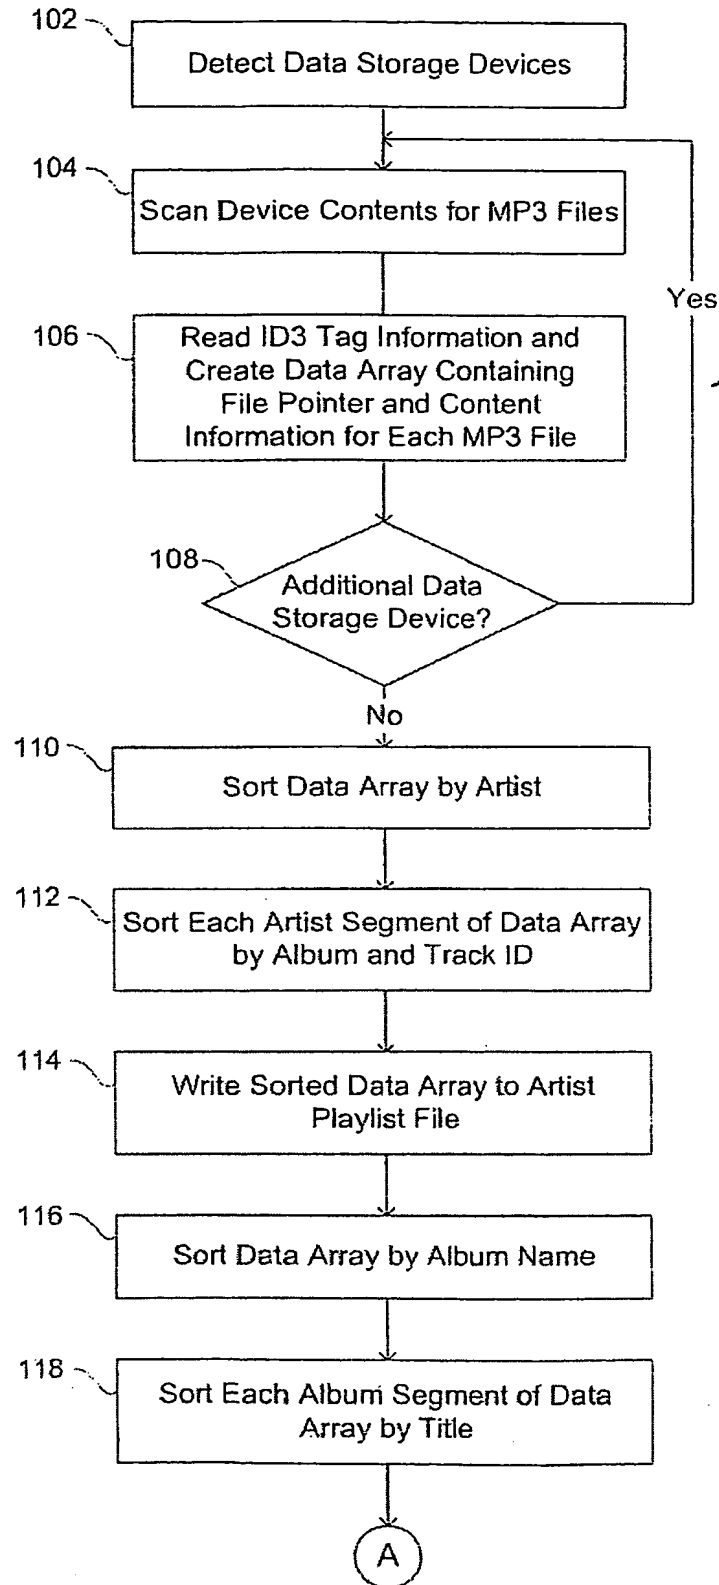 102
Detect Data Storage Devices
104
Scan Device Contents for MP3 Files
Yes
106
Read ID3 Tag Information and
Create Data Array Containing
File Pointer and Content
Information for Each MP3 File
108
Additional Data
Storage Device?
No
110
Sort Data Array by Artist
112
Sort Each Artist Segment of Data Array
by Album and Track ID
114
Write Sorted Data Array to Artist
Playlist File
116
Sort Data Array by Album Name
118
Sort Each Album Segment of Data
Array by Title
A